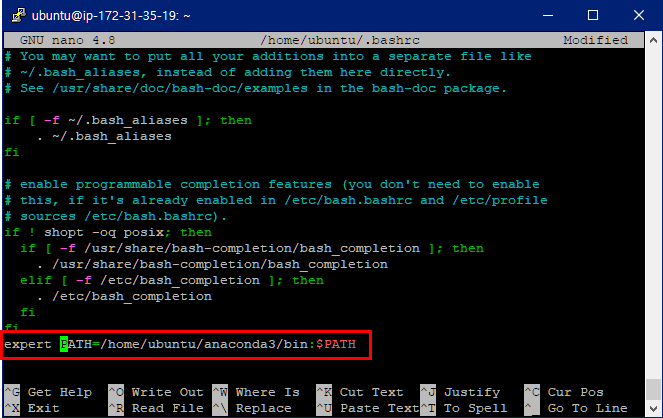 ubuntu@ip-172-31-35-19: ~
GNU nano 4.8 /home/ubuntu/.bashrc Modified
# You may want to put all your additions into a separate file like
# ~/.bash_aliases, instead of adding them here directly.
# See /usr/share/doc/bash-doc/examples in the bash-doc package.
if [ -f ~/.bash_aliases ]; then
. ~/.bash_aliases
fi
# enable programmable completion features (you don't need to enable
# this, if it's already enabled in /etc/bash.bashrc and /etc/profile
# sources /etc/bash.bashrc).
if ! shopt -oq posix; then
if [ -f /usr/share/bash-completion/bash_completion ]; then
. /usr/share/bash-completion/bash_completion
elif [ -f /etc/bash_completion ]; then
. /etc/bash_completion
fi
fi
expert PATH=/home/ubuntu/anaconda3/bin:$PATH
^G Get Help ^O Write Out ^W Where Is ^K Cut Text ^J Justify ^C Cur Pos
^X Exit ^R Read File ^\ Replace ^U Paste Text ^T To Spell ^_ Go To Line